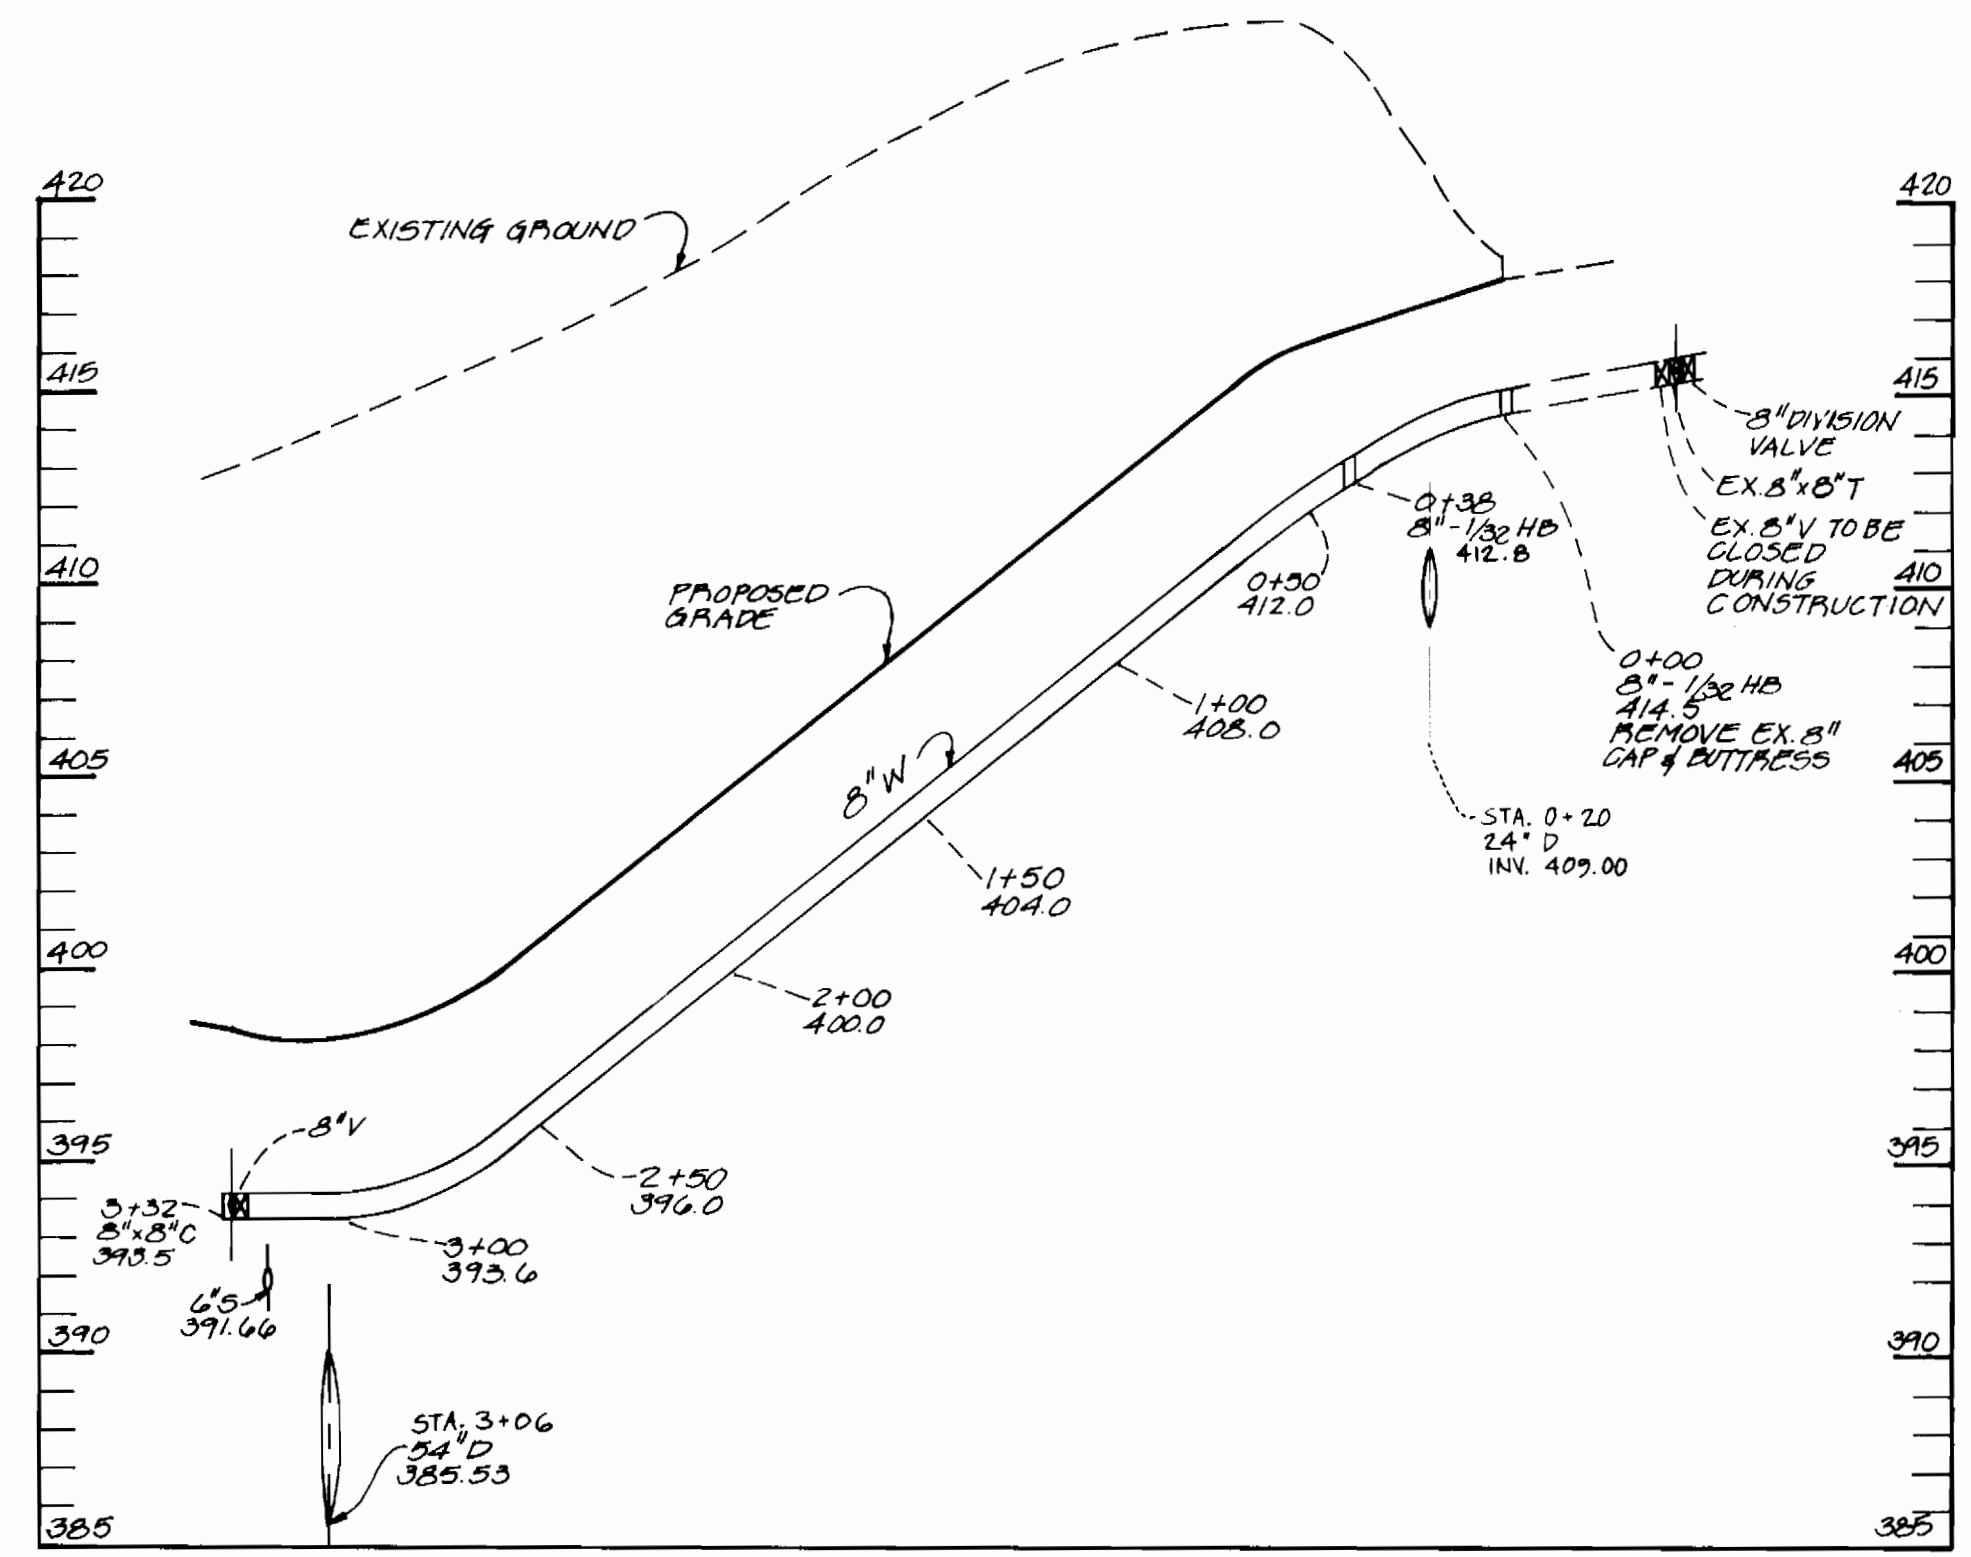 420
415
410
405
400
395
390
385
EXISTING GROUND
PROPOSED
GRADE
8"W
8"V
3+32
8"x8"C
393.5
6"S
391.66
STA. 3+06
54"D
385.53
3+00
393.6
2+50
396.0
2+00
400.0
1+50
404.0
1+00
408.0
0+50
412.0
0+38
8"-1/32 HB
412.8
STA. 0+20
24" D
INV. 409.00
0+00
8"-1/32 HB
414.5
REMOVE EX. 8"
CAP & BUTTRESS
8"DIVISION
VALVE
EX.8"x8"T
EX.8"V TO BE
CLOSED
DURING
CONSTRUCTION
420
415
410
405
400
395
390
385